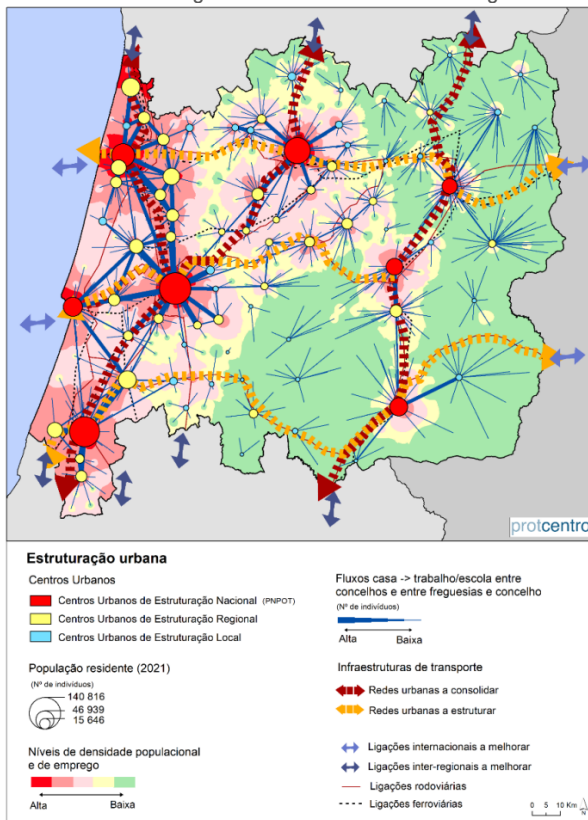 protcentro
Estruturação urbana
Centros Urbanos
Centros Urbanos de Estruturação Nacional (PNPOT)
Centros Urbanos de Estruturação Regional
Centros Urbanos de Estruturação Local
População residente (2021)
(Nº de indivíduos)
140 816
46 939
15 646
Níveis de densidade populacional
e de emprego
Alta Baixa
Fluxos casa -> trabalho/escola entre
concelhos e entre freguesias e concelho
(Nº de indivíduos)
Alta Baixa
Infraestruturas de transporte
Redes urbanas a consolidar
Redes urbanas a estruturar
Ligações internacionais a melhorar
Ligações inter-regionais a melhorar
Ligações rodoviárias
Ligações ferroviárias
0 5 10 Km
N